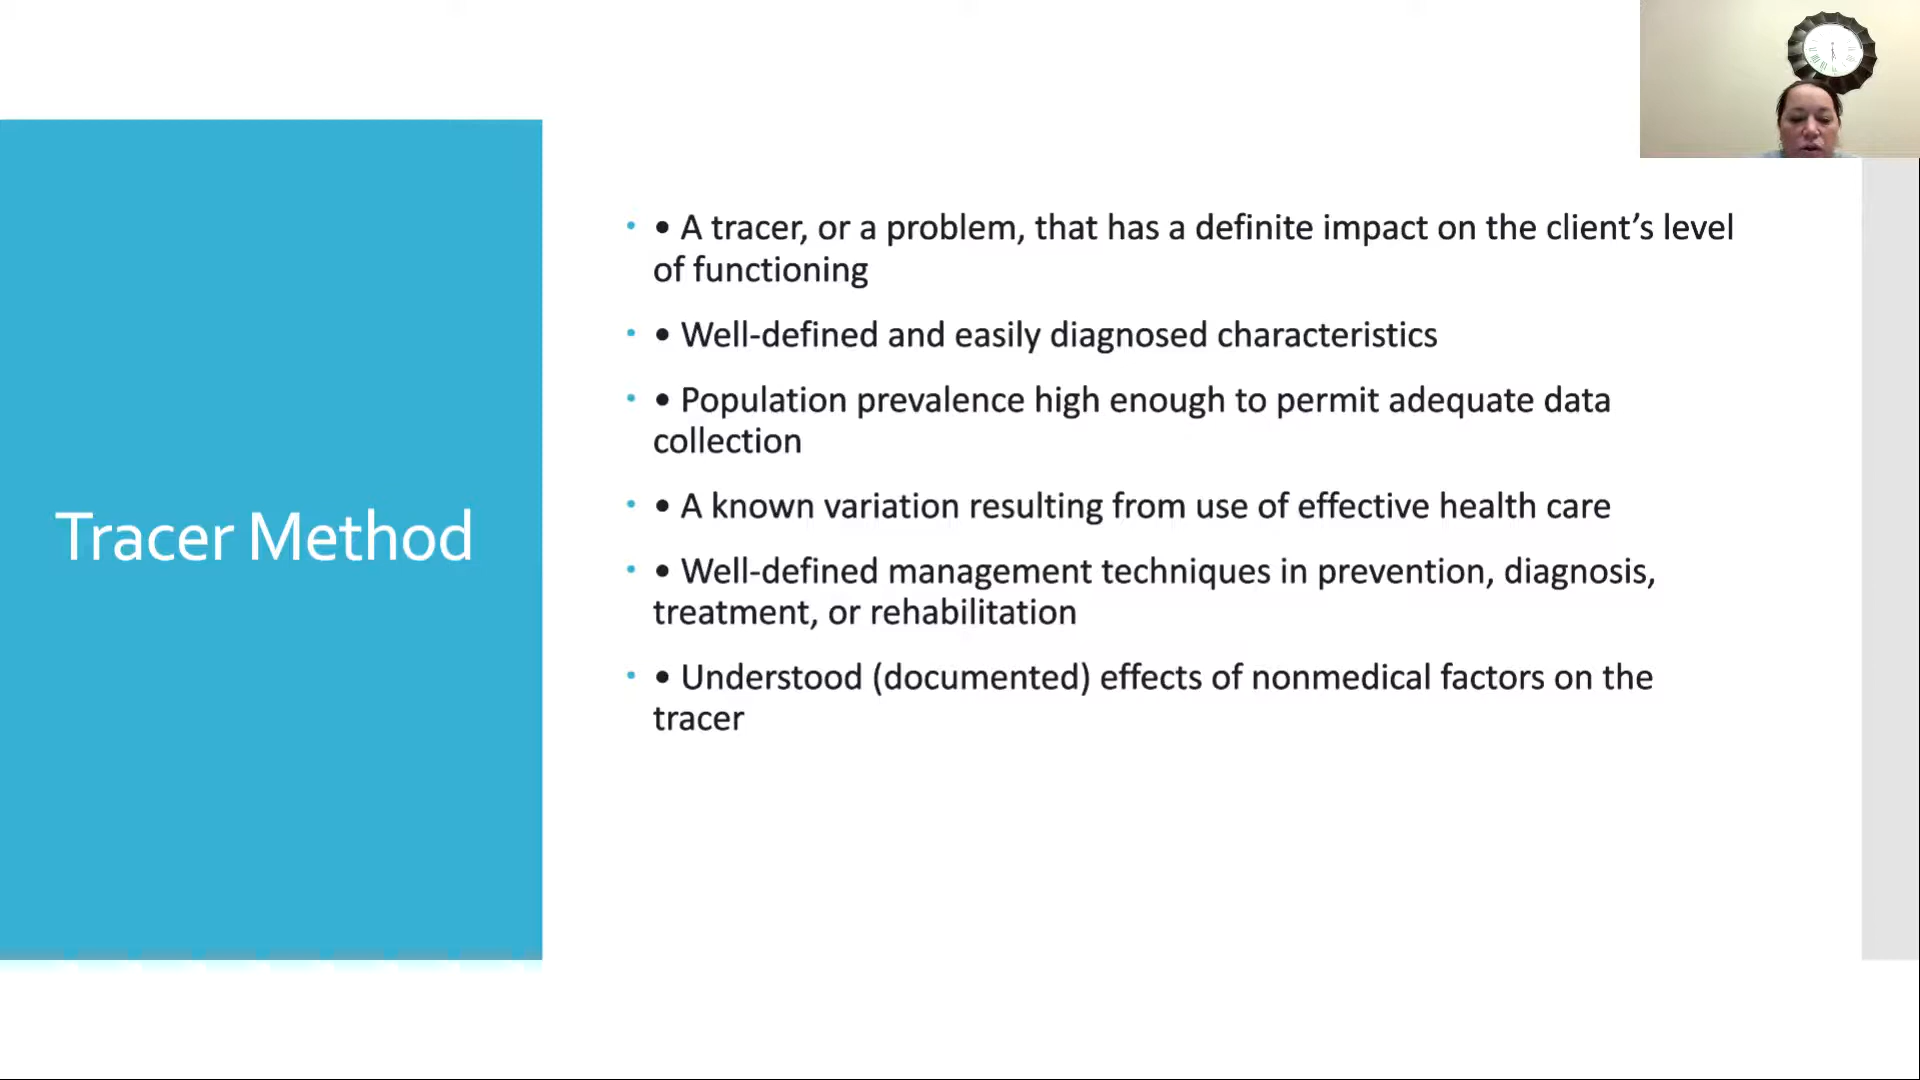 Tracer Method
• • A tracer, or a problem, that has a definite impact on the client’s level
of functioning
• • Well-defined and easily diagnosed characteristics
• • Population prevalence high enough to permit adequate data
collection
• • A known variation resulting from use of effective health care
• • Well-defined management techniques in prevention, diagnosis,
treatment, or rehabilitation
• • Understood (documented) effects of nonmedical factors on the
tracer